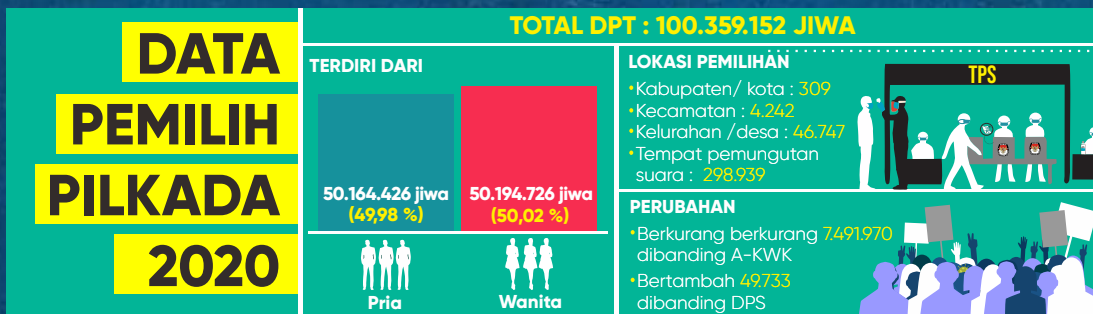 DATA
PEMILIH
PILKADA
2020
TOTAL DPT : 100.359.152 JIWA
TERDIRI DARI
50.164.426 jiwa
(49,98 %)
50.194.726 jiwa
(50,02 %)
Pria
Wanita
LOKASI PEMILIHAN
•Kabupaten/ kota : 309
•Kecamatan : 4.242
•Kelurahan /desa : 46.747
•Tempat pemungutan
suara : 298.939
TPS
PERUBAHAN
•Berkurang berkurang 7.491.970
dibanding A-KWK
•Bertambah 49.733
dibanding DPS